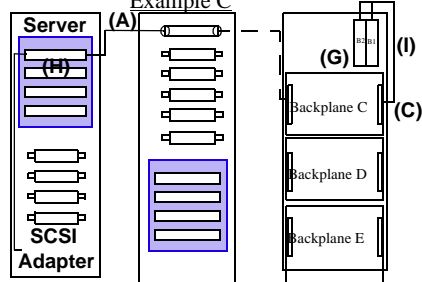 Example C
Server
(A)
(H)
B2 B1
(G)
(I)
Backplane C
(C)
Backplane D
Backplane E
SCSI
Adapter